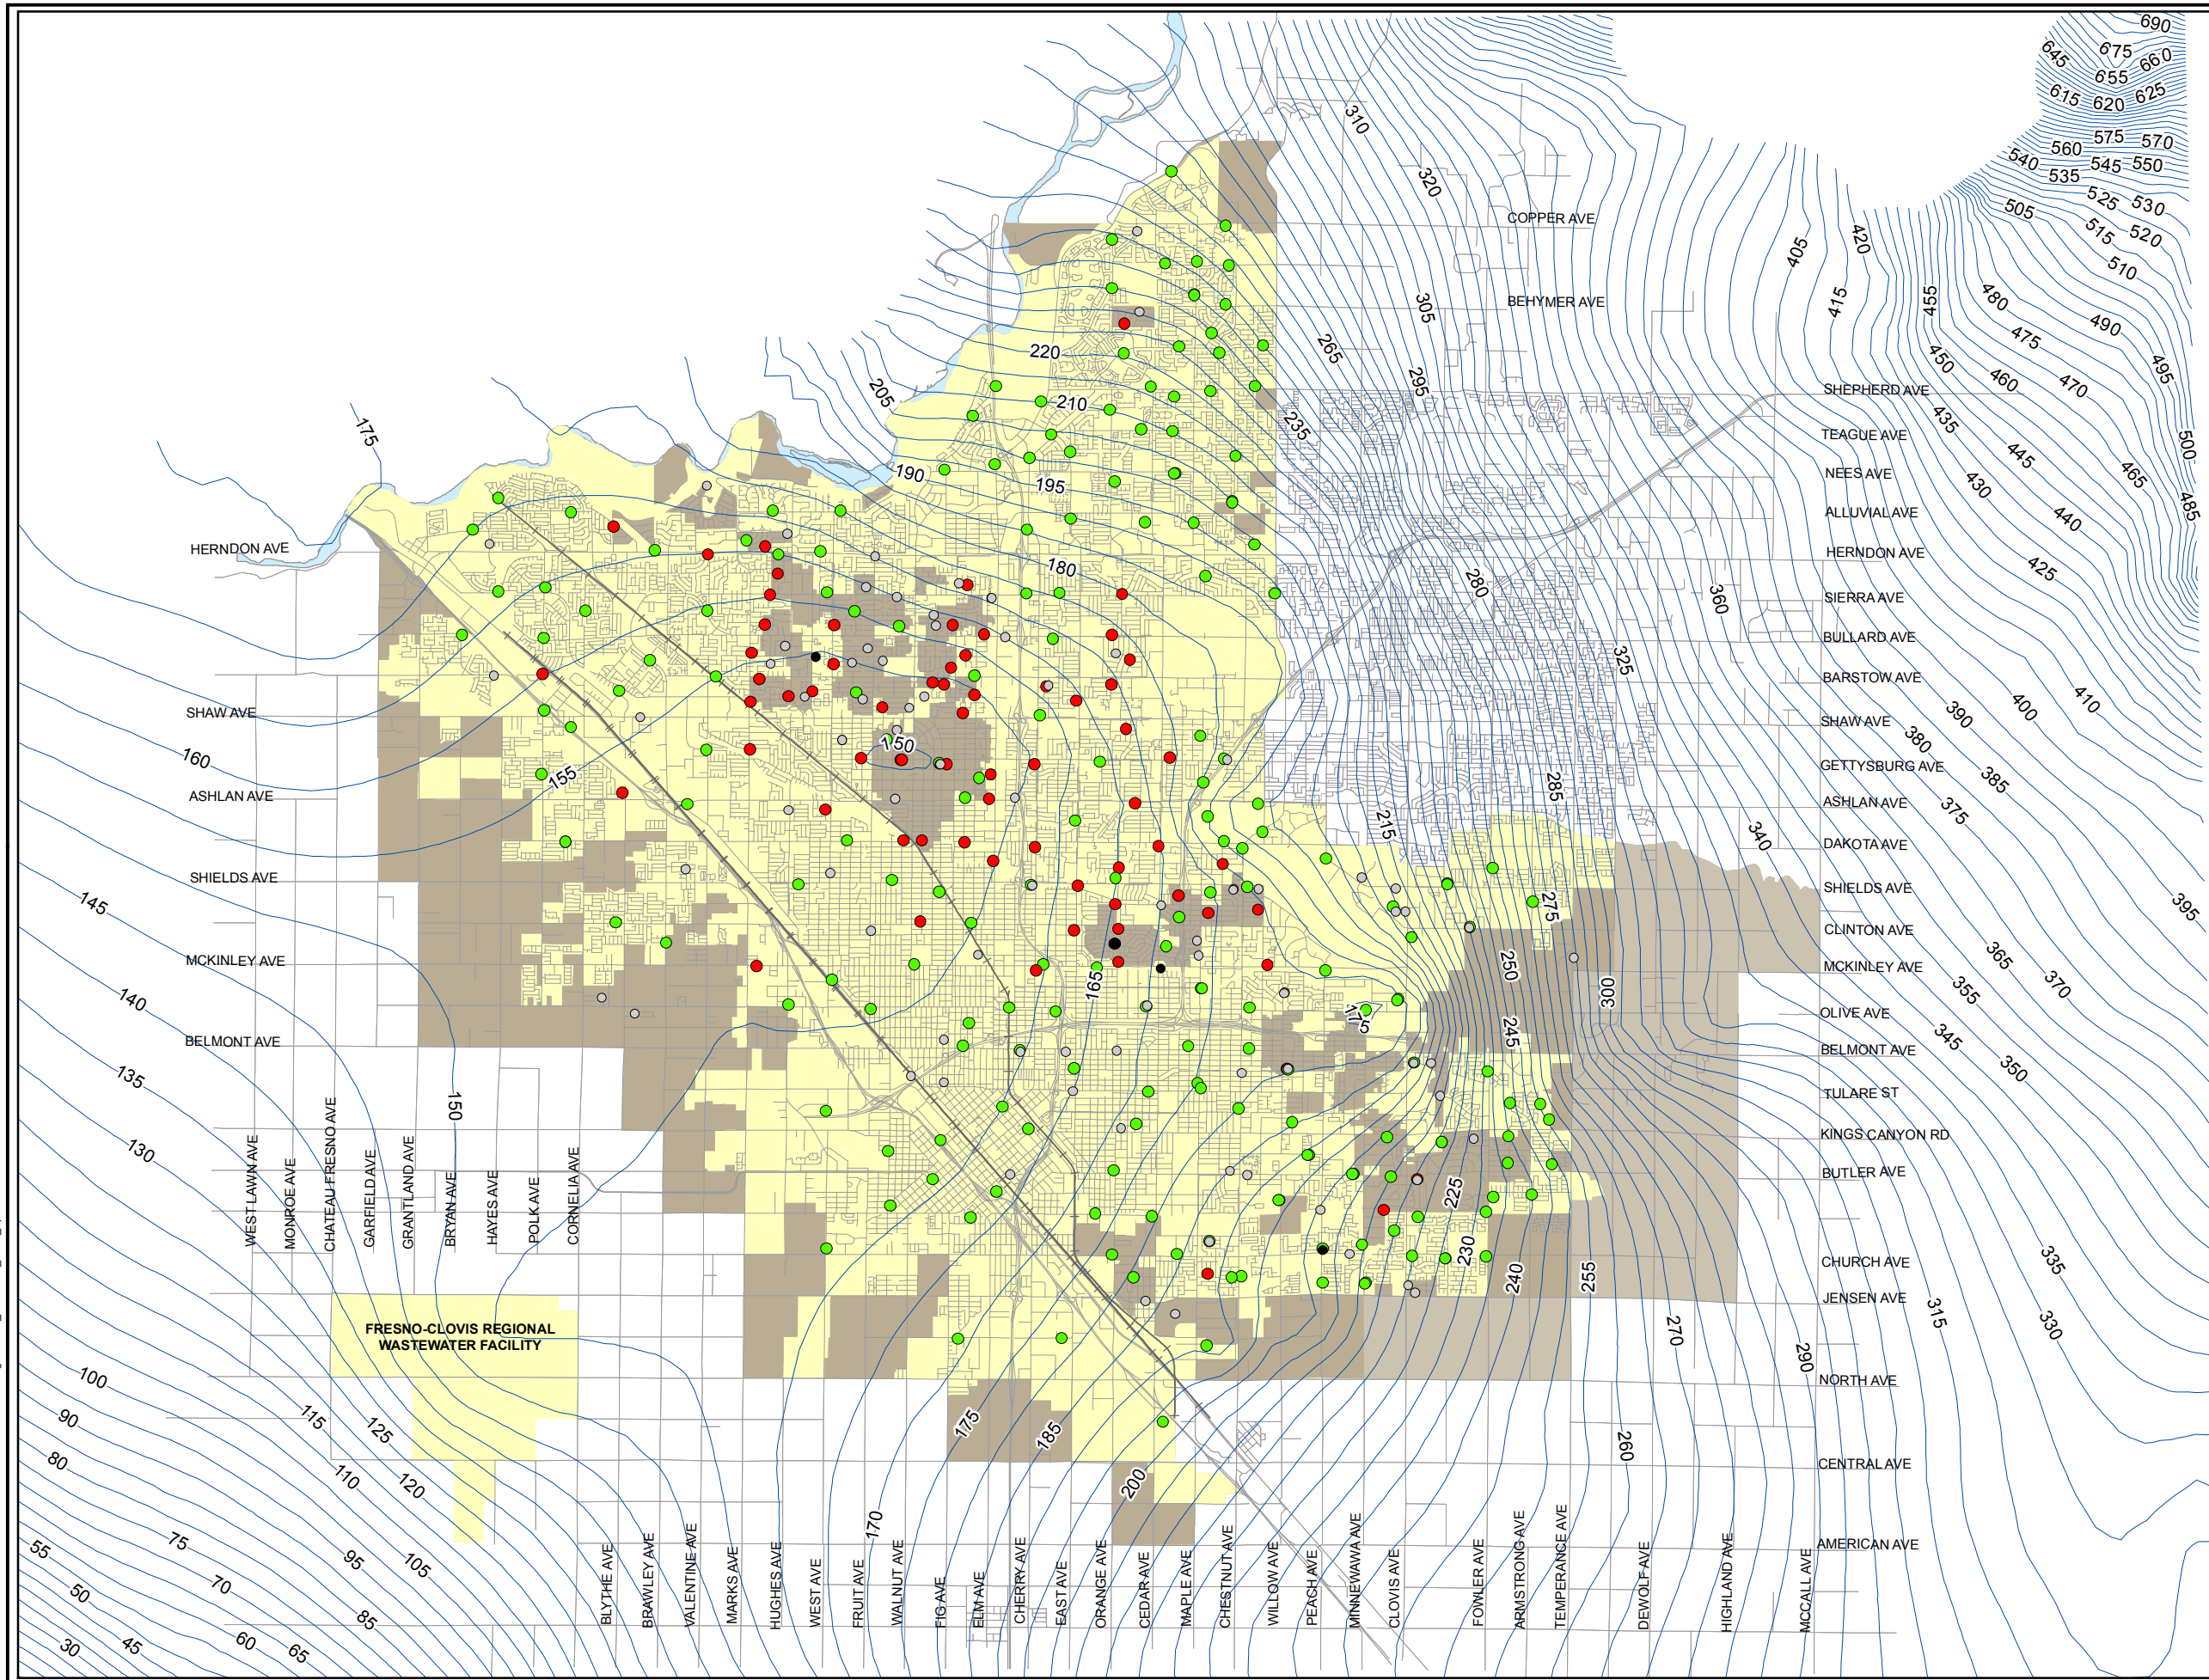 690
645
675
660
655
615
620
625
310
575
570
560
545
550
540
535
320
525
530
505
COPPER AVE
515
520
405
420
510
BEHYMER AVE
305
415
455
480
490
265
475
220
450
495
295
460
470
205
SHEPHERD AVE
210
435
235
175
TEAGUE AVE
500
445
190
195
NEES AVE
465
430
485
ALLUVIAL AVE
440
HERNDON AVE
HERNDON AVE
180
425
280
SIERRA AVE
360
BULLARD AVE
325
BARSTOW AVE
410
SHAW AVE
400
390
SHAW AVE
150
380
160
GETTYSBURG AVE
155
385
285
ASHLAN AVE
ASHLAN AVE
375
215
340
DAKOTA AVE
SHIELDS AVE
SHIELDS AVE
145
275
395
CLINTON AVE
MCKINLEY AVE
250
365
MCKINLEY AVE
165
300
370
140
355
175
OLIVE AVE
245
345
BELMONT AVE
BELMONT AVE
350
135
TULARE ST
150
130
KINGS CANYON RD
BUTLER AVE
225
WEST LAWN AVE
MONROE AVE
CHATEAU FRESNO AVE
GARFIELD AVE
GRANTLAND AVE
BRYAN AVE
HAYES AVE
POLK AVE
CORNELIA AVE
230
335
CHURCH AVE
240
255
JENSEN AVE
315
FRESNO-CLOVIS REGIONAL
WASTEWATER FACILITY
330
270
290
100
NORTH AVE
90
115
125
175
185
260
80
CENTRAL AVE
110
120
200
170
75
55
95
105
AMERICAN AVE
50
70
85
30
45
60
65
BLYTHE AVE
BRAWLEY AVE
VALENTINE AVE
MARKS AVE
HUGHES AVE
WEST AVE
FRUIT AVE
WALNUT AVE
FIG AVE
ELM AVE
CHERRY AVE
EAST AVE
ORANGE AVE
CEDAR AVE
MAPLE AVE
CHESTNUT AVE
WILLOW AVE
PEACH AVE
MINNEWAWA AVE
CLOVIS AVE
FOWLER AVE
ARMSTRONG AVE
TEMPERANCE AVE
DEWOLF AVE
HIGHLAND AVE
MCCALL AVE